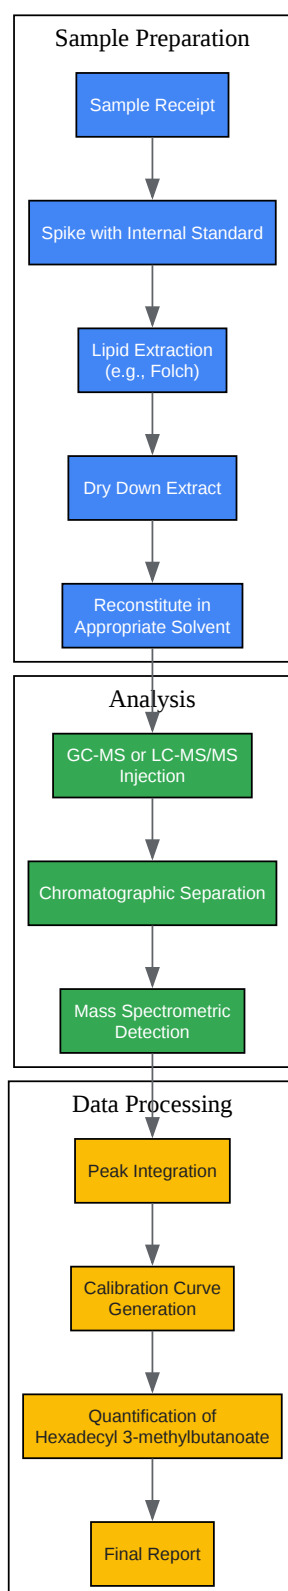 Sample Preparation
Sample Receipt
Spike with Internal Standard
Lipid Extraction
(e.g., Folch)
Dry Down Extract
Reconstitute in
Appropriate Solvent
Analysis
GC-MS or LC-MS/MS
Injection
Chromatographic Separation
Mass Spectrometric
Detection
Data Processing
Peak Integration
Calibration Curve
Generation
Quantification of
Hexadecyl 3-methylbutanoate
Final Report